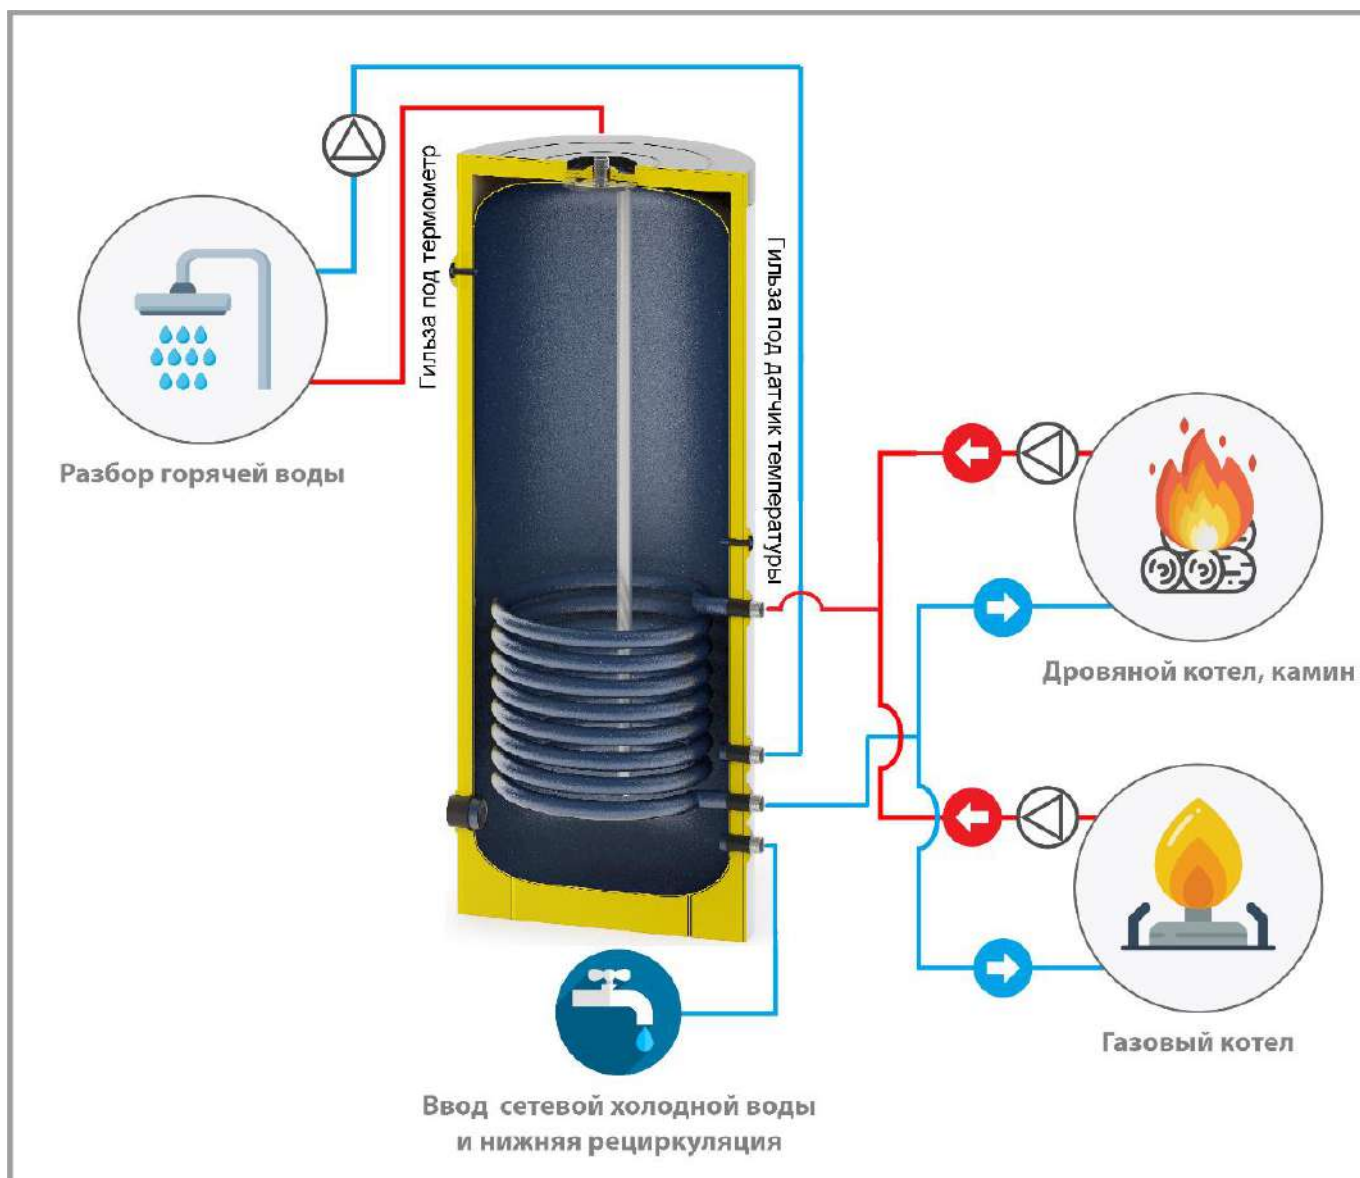 Гильза под термометр
Гильза под датчик температуры
Разбор горячей воды
Дровяной котел, камин
Газовый котел
Ввод сетевой холодной воды
и нижняя рециркуляция